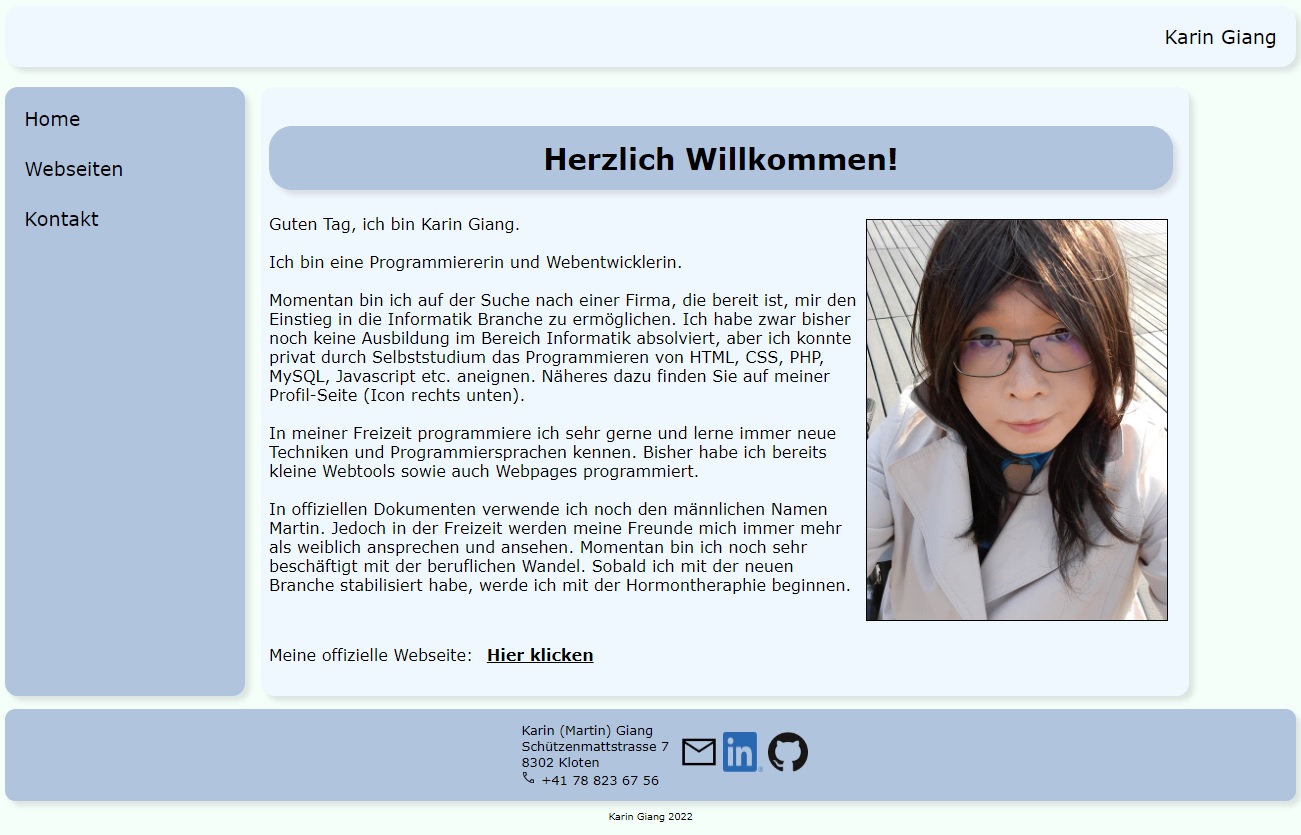 Karin Giang
Home
Webseiten
Kontakt
Herzlich Willkommen!
Guten Tag, ich bin Karin Giang.
Ich bin eine Programmiererin und Webentwicklerin.
Momentan bin ich auf der Suche nach einer Firma, die bereit ist, mir den
Einstieg in die Informatik Branche zu ermöglichen. Ich habe zwar bisher
noch keine Ausbildung im Bereich Informatik absolviert, aber ich konnte
privat durch Selbststudium das Programmieren von HTML, CSS, PHP,
MySQL, Javascript etc. aneignen. Näheres dazu finden Sie auf meiner
Profil-Seite (Icon rechts unten).
In meiner Freizeit programmiere ich sehr gerne und lerne immer neue
Techniken und Programmiersprachen kennen. Bisher habe ich bereits
kleine Webtools sowie auch Webpages programmiert.
In offiziellen Dokumenten verwende ich noch den männlichen Namen
Martin. Jedoch in der Freizeit werden meine Freunde mich immer mehr
als weiblich ansprechen und ansehen. Momentan bin ich noch sehr
beschäftigt mit der beruflichen Wandel. Sobald ich mit der neuen
Branche stabilisiert habe, werde ich mit der Hormontheraphie beginnen.
Meine offizielle Webseite: Hier klicken
Karin (Martin) Giang
Schützenmattstrasse 7
8302 Kloten
+41 78 823 67 56
in
Karin Giang 2022